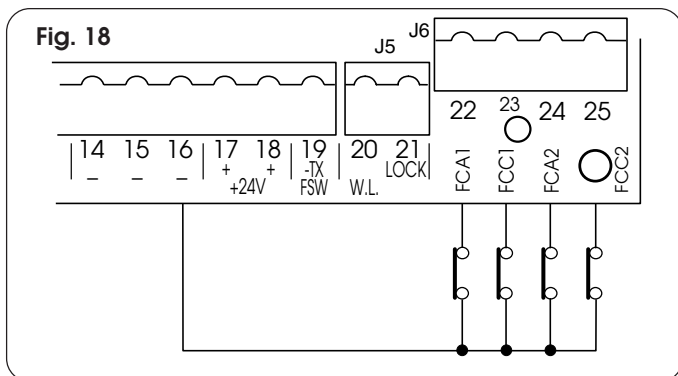 Fig. 18
J5
J6
14 15 16 17 18 19 20 21 22 23 24 25
– – – + + -TX LOCK
+24V FSW W.L.
FCA1 FCC1 FCA2 FCC2